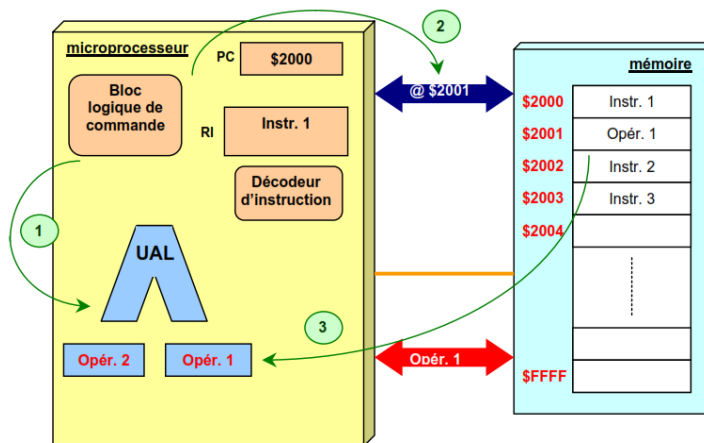 microprocesseur
PC
$2000
2
mémoire
Bloc
logique de
commande
@ $2001
$2000
Instr. 1
RI
Instr. 1
$2001
Opér. 1
$2002
Instr. 2
Décodeur
d'instruction
$2003
Instr. 3
1
$2004
UAL
3
Opér. 2
Opér. 1
Opér. 1
$FFFF